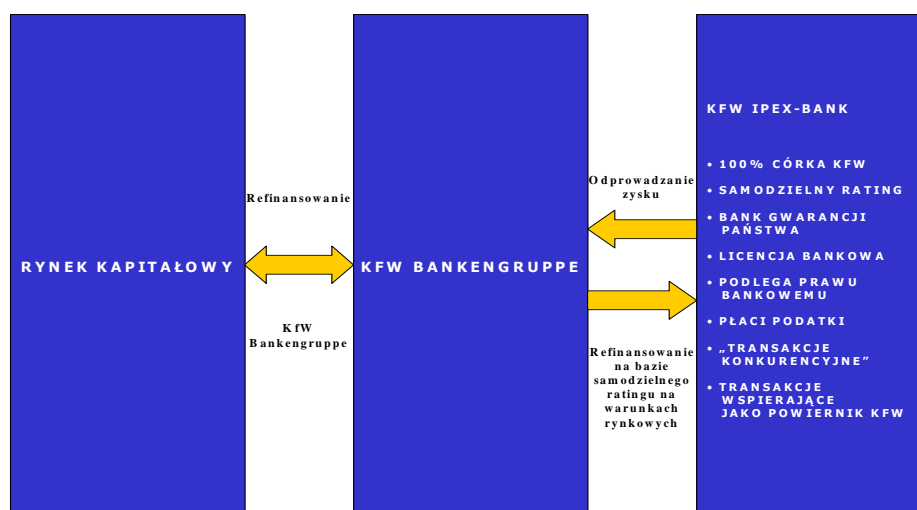 RYNEK KAPITAŁOWY
Refinansowanie
KfW
Bankengruppe
KFW BANKENGRUPPE
Odprowadzanie
zysku
Refinansowanie
na bazie
samodzielnego
ratingu na
warunkach
rynkowych
KFW IPEX-BANK
• 100% CÓRKA KFW
• SAMODZIELNY RATING
• BANK GWARANCJI
PAŃSTWA
• LICENCJA BANKOWA
• PODLEGA PRAWU
BANKOWEMU
• PŁACI PODATKI
• „TRANSAKCJE
KONKURENCYJNE”
• TRANSAKCJE
WSPIERAJĄCE
JAKO POWIERNIK KFW